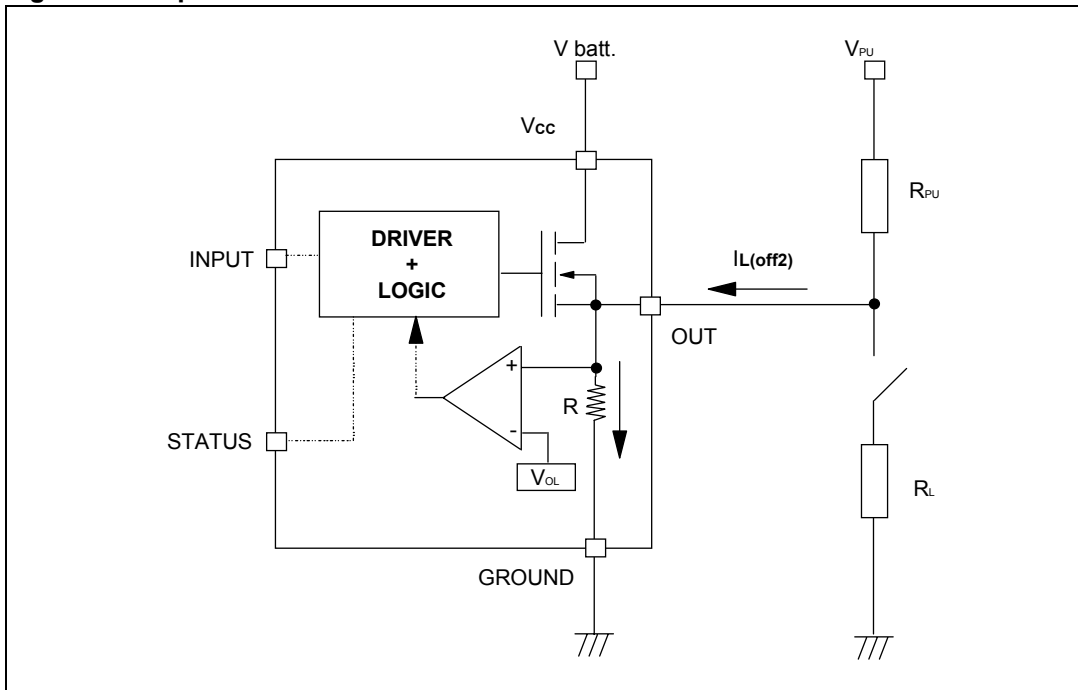 V batt.
VPU
Vcc
RPU
DRIVER
+
LOGIC
INPUT
IL(off2)
OUT
+
R
-
STATUS
VOL
RL
GROUND